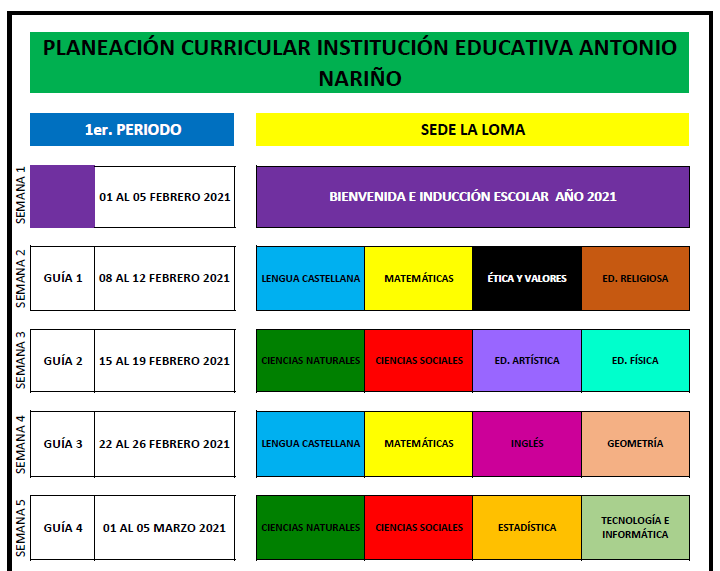 PLANEACIÓN CURRICULAR INSTITUCIÓN EDUCATIVA ANTONIO
NARIÑO
1er. PERIODO
SEDE LA LOMA
SEMANA 1
01 AL 05 FEBRERO 2021
BIENVENIDA E INDUCCIÓN ESCOLAR AÑO 2021
SEMANA 2
GUÍA 1
08 AL 12 FEBRERO 2021
LENGUA CASTELLANA
MATEMÁTICAS
ÉTICA Y VALORES
ED. RELIGIOSA
SEMANA 3
GUÍA 2
15 AL 19 FEBRERO 2021
CIENCIAS NATURALES
CIENCIAS SOCIALES
ED. ARTÍSTICA
ED. FÍSICA
SEMANA 4
GUÍA 3
22 AL 26 FEBRERO 2021
LENGUA CASTELLANA
MATEMÁTICAS
INGLÉS
GEOMETRÍA
SEMANA 5
GUÍA 4
01 AL 05 MARZO 2021
CIENCIAS NATURALES
CIENCIAS SOCIALES
ESTADÍSTICA
TECNOLOGÍA E
INFORMÁTICA